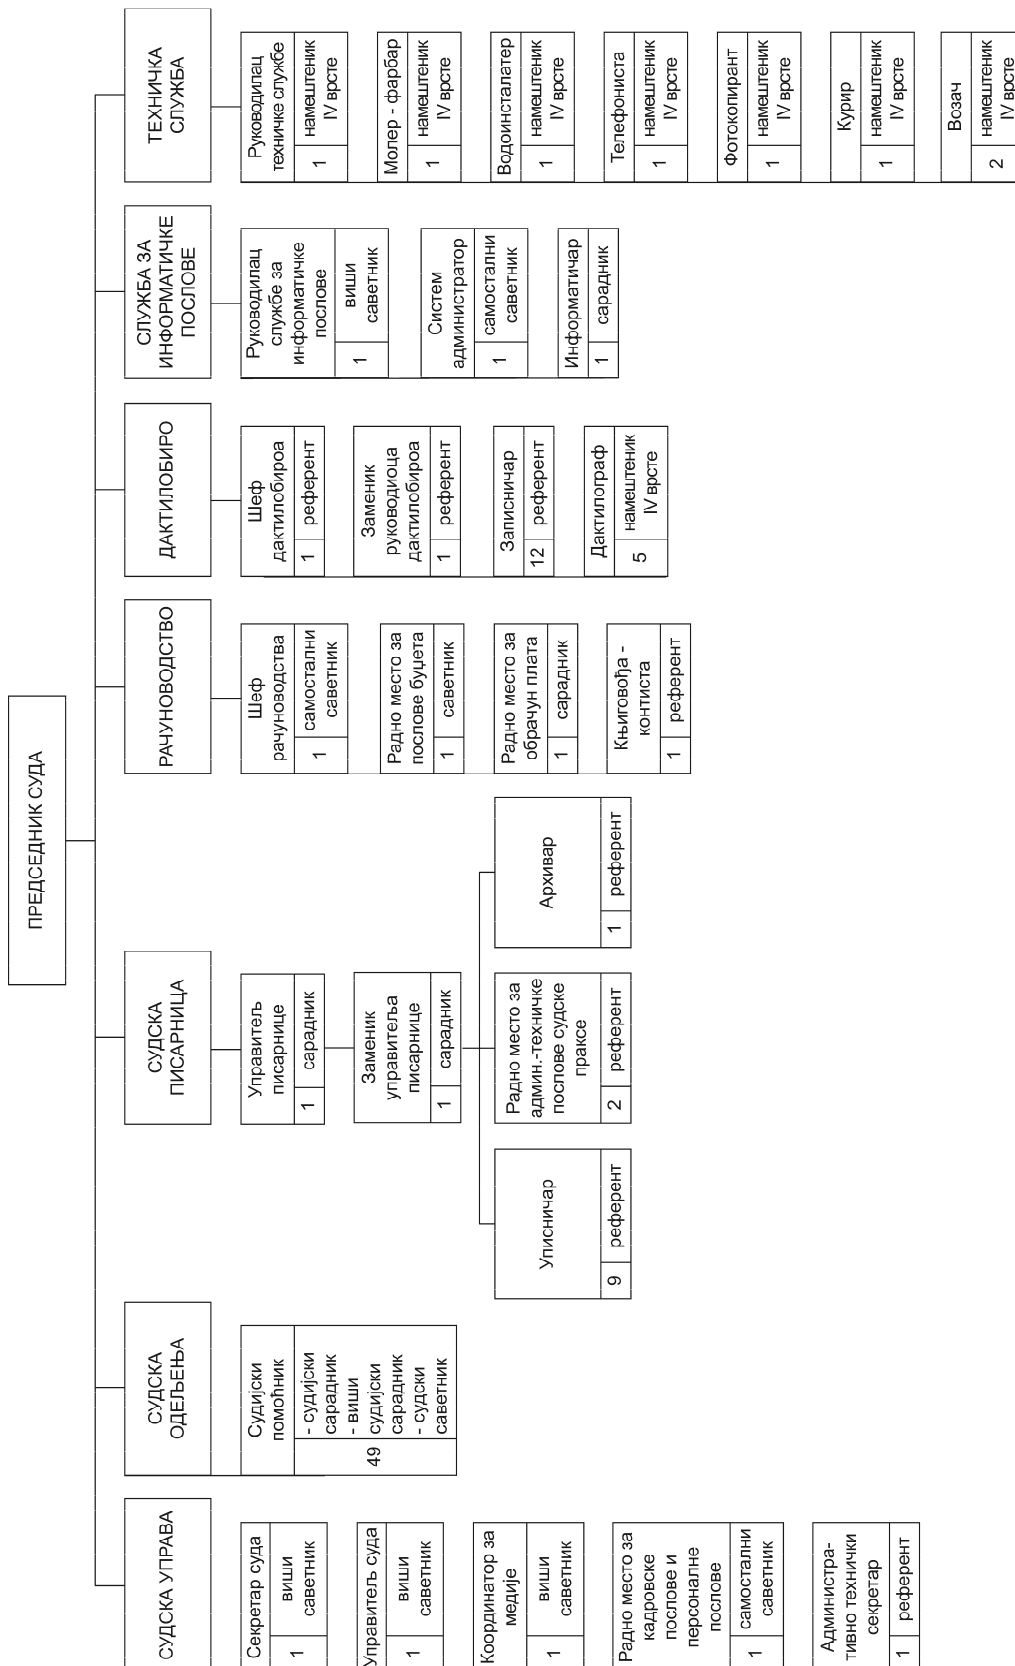 ПРЕДСЕДНИК СУДА
СУДСКА УПРАВА
Секретар суда
1
виши
саветник
Управитељ суда
1
виши
саветник
Координатор за
медије
1
виши
саветник
Радно место за
кадровске
послове и
персоналне
послове
1
самостални
саветник
Администра-
тивно технички
секретар
1
референт
СУДСКА
ОДЕЉЕЊА
Судијски
помоћник
49
- судијски
сарадник
- виши
судијски
сарадник
- судски
саветник
СУДСКА
ПИСАРНИЦА
Управитељ
писарнице
1
сарадник
Заменик
управитеља
писарнице
1
сарадник
Уписничар
9
референт
Радно место за
админ.-техничке
послове судске
праксе
2
референт
Архивар
1
референт
РАЧУНОВОДСТВО
Шеф
рачуноводства
1
самостални
саветник
Радно место за
послове буџета
1
саветник
Радно место за
обрачун плата
1
сарадник
Књиговођа -
контиста
1
референт
ДАКТИЛОБИРО
Шеф
дактилобироа
1
референт
Заменик
руководиоца
дактилобироа
1
референт
Записничар
12
референт
Дактилограф
5
намештеник
IV врсте
СЛУЖБА ЗА
ИНФОРМАТИЧКЕ
ПОСЛОВЕ
Руководилац
службе за
информатичке
послове
1
виши
саветник
Систем
администратор
1
самостални
саветник
Информатичар
1
сарадник
ТЕХНИЧКА
СЛУЖБА
Руководилац
техничке службе
1
намештеник
IV врсте
Молер - фарбар
1
намештеник
IV врсте
Водоинсталатер
1
намештеник
IV врсте
Телефониста
1
намештеник
IV врсте
Фотокопирант
1
намештеник
IV врсте
Курир
1
намештеник
IV врсте
Возач
2
намештеник
IV врсте